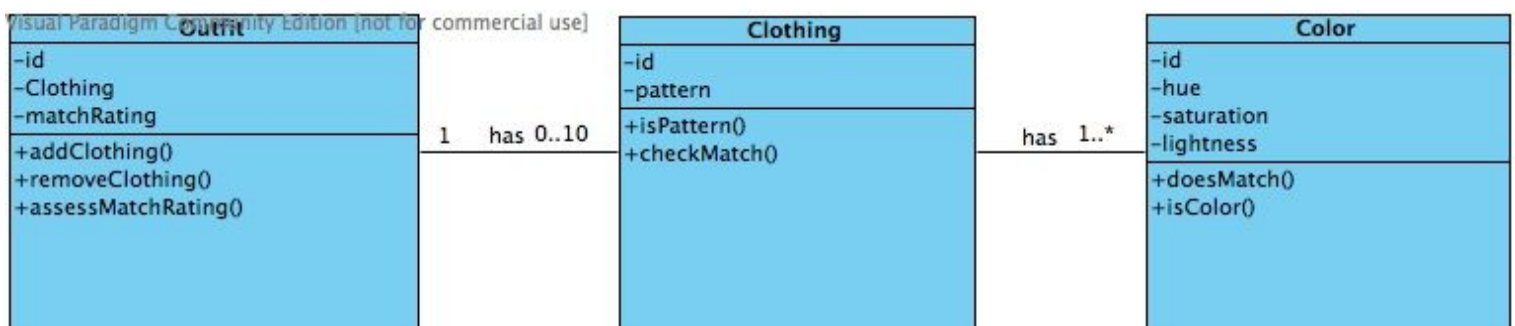 Visual Paradigm Community Edition [not for commercial use]
Outfit
-id
-Clothing
-matchRating
+addClothing()
+removeClothing()
+assessMatchRating()
1 has 0..10
Clothing
-id
-pattern
+isPattern()
+checkMatch()
has 1..*
Color
-id
-hue
-saturation
-lightness
+doesMatch()
+isColor()